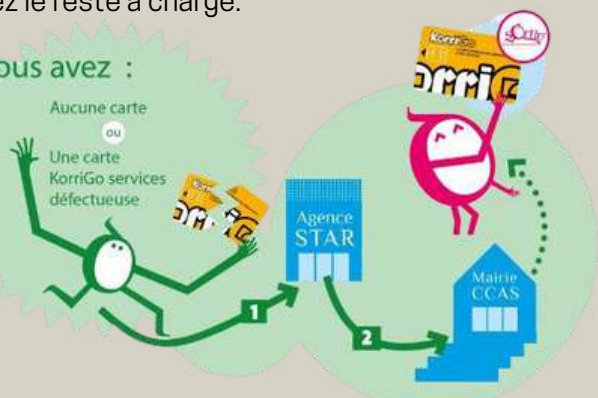 le reste à charge.
ous avez :
Aucune carte
ou
Une carte
KorriGo services
défectueuse
KorriGo
Agence
STAR
Mairie
CCAS
1
2